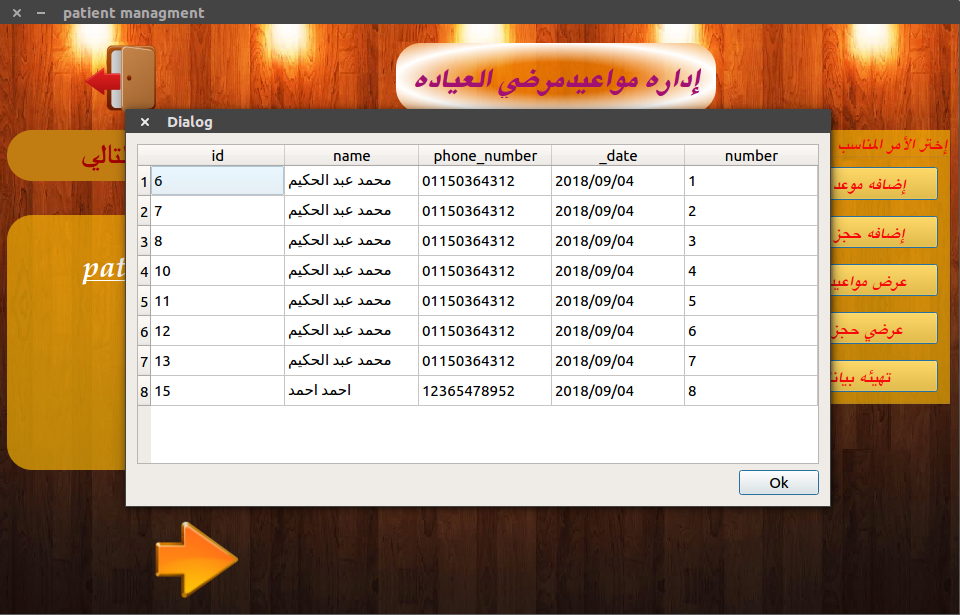 patient managment
إداره مواعيدمرضي العياده
Dialog
id name phone_number _date number
1 6 محمد عبد الحكيم 01150364312 2018/09/04 1
2 7 محمد عبد الحكيم 01150364312 2018/09/04 2
3 8 محمد عبد الحكيم 01150364312 2018/09/04 3
4 10 محمد عبد الحكيم 01150364312 2018/09/04 4
5 11 محمد عبد الحكيم 01150364312 2018/09/04 5
6 12 محمد عبد الحكيم 01150364312 2018/09/04 6
7 13 محمد عبد الحكيم 01150364312 2018/09/04 7
8 15 احمد احمد 12365478952 2018/09/04 8
Ok
إختر الأمر المناسب
إضافه موعد
إضافه حجز
عرض مواعيد
عرضي حجز
تهيئه